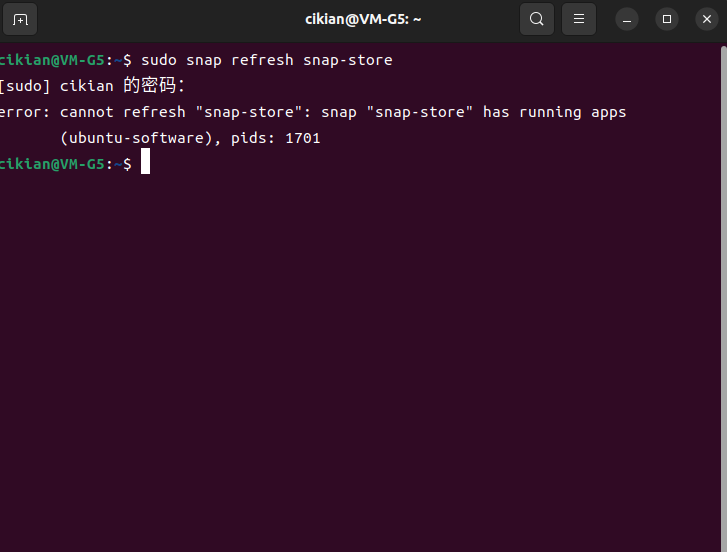 cikian@VM-G5: ~
cikian@VM-G5:~$ sudo snap refresh snap-store
[sudo] cikian 的密码：
error: cannot refresh "snap-store": snap "snap-store" has running apps
(ubuntu-software), pids: 1701
cikian@VM-G5:~$